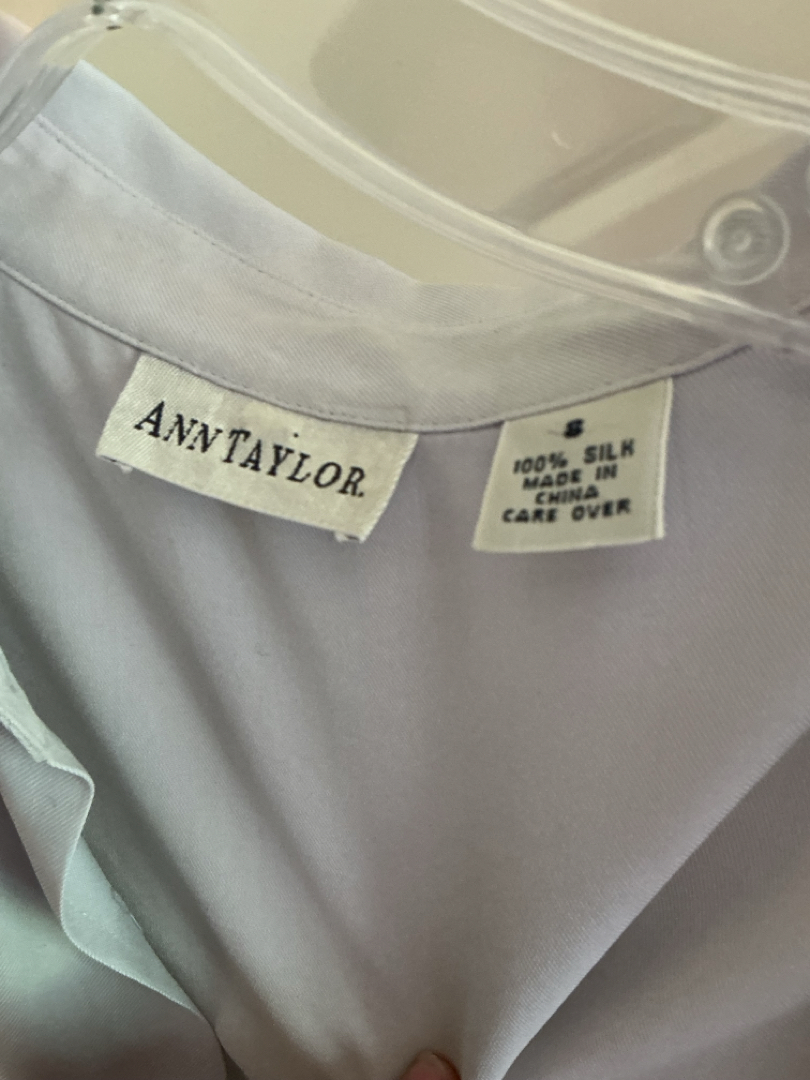 ANN TAYLOR
8
100% SILK
MADE IN
CHINA
CARE OVER